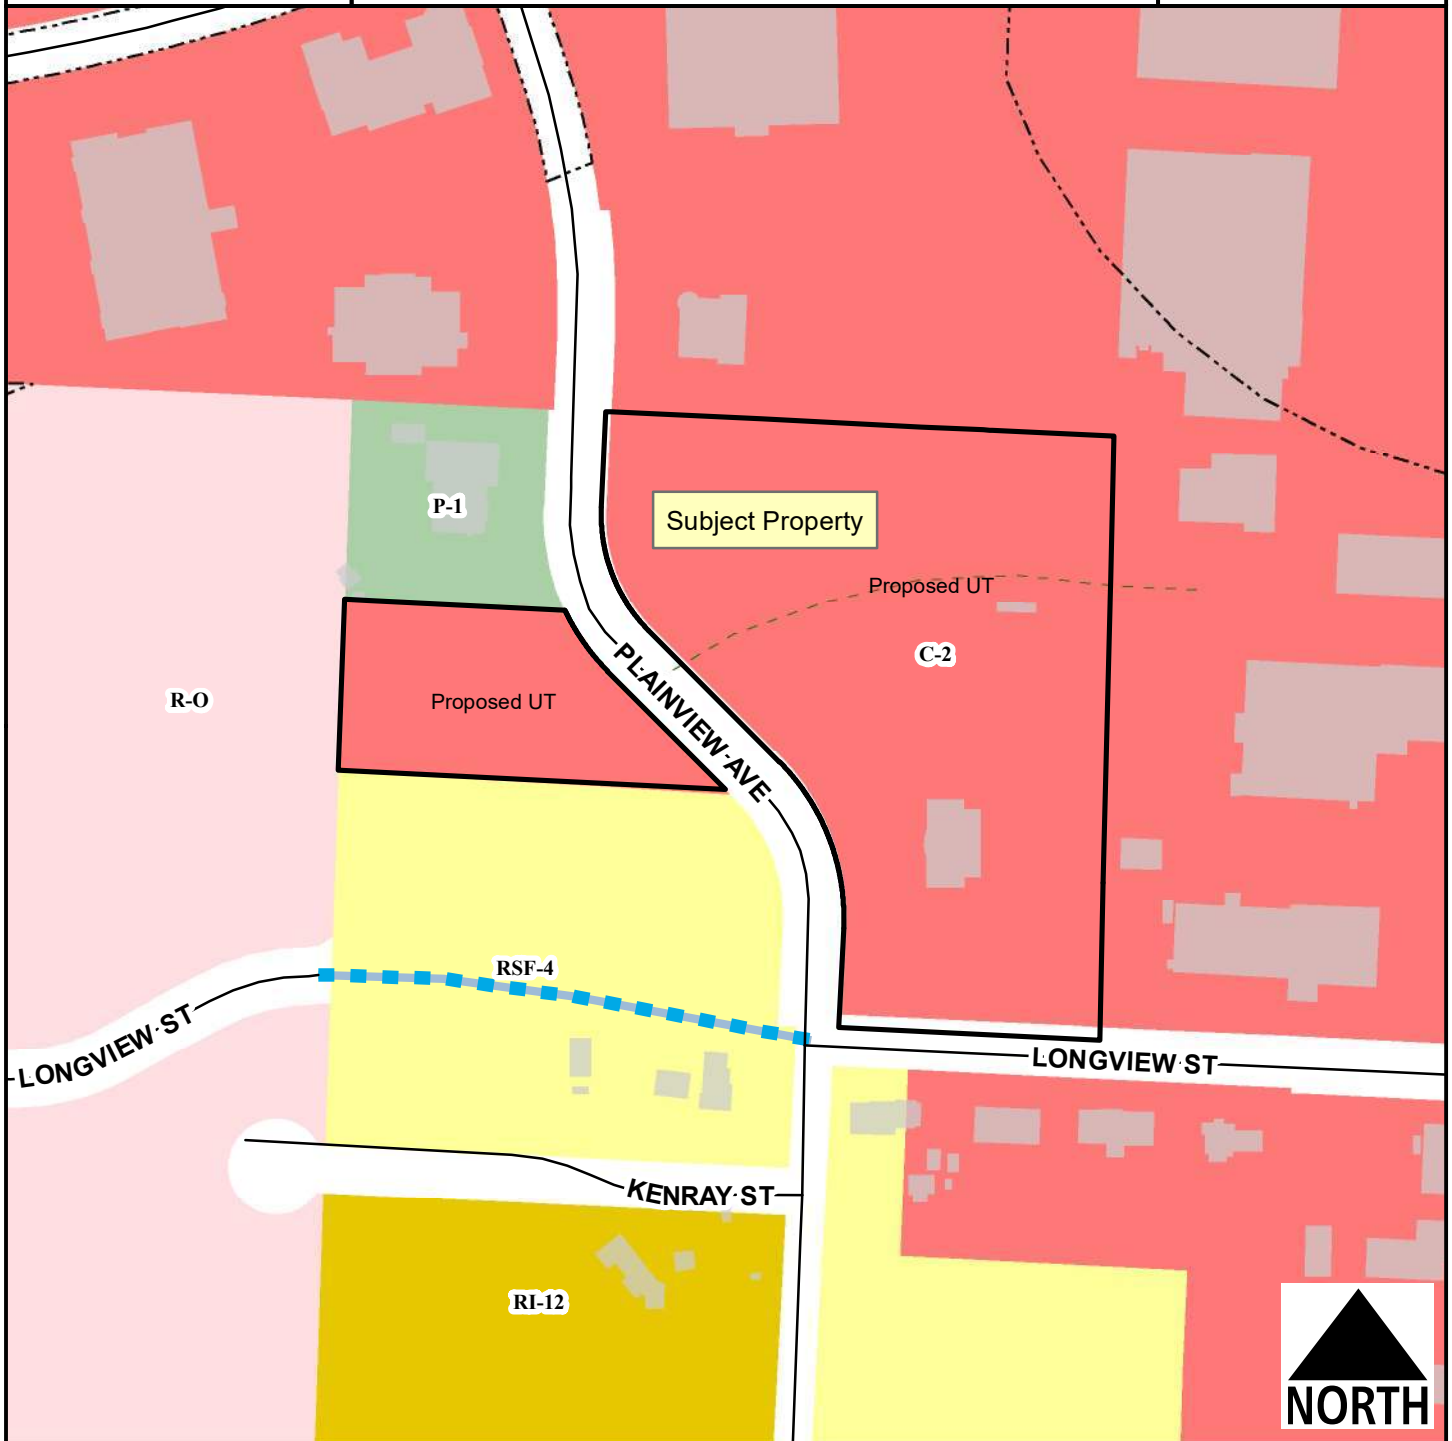 P-1
Subject Property
Proposed UT
C-2
PLAINVIEW AVE
R-O
Proposed UT
RSF-4
LONGVIEW ST
LONGVIEW ST
KENRAY ST
RI-12
NORTH